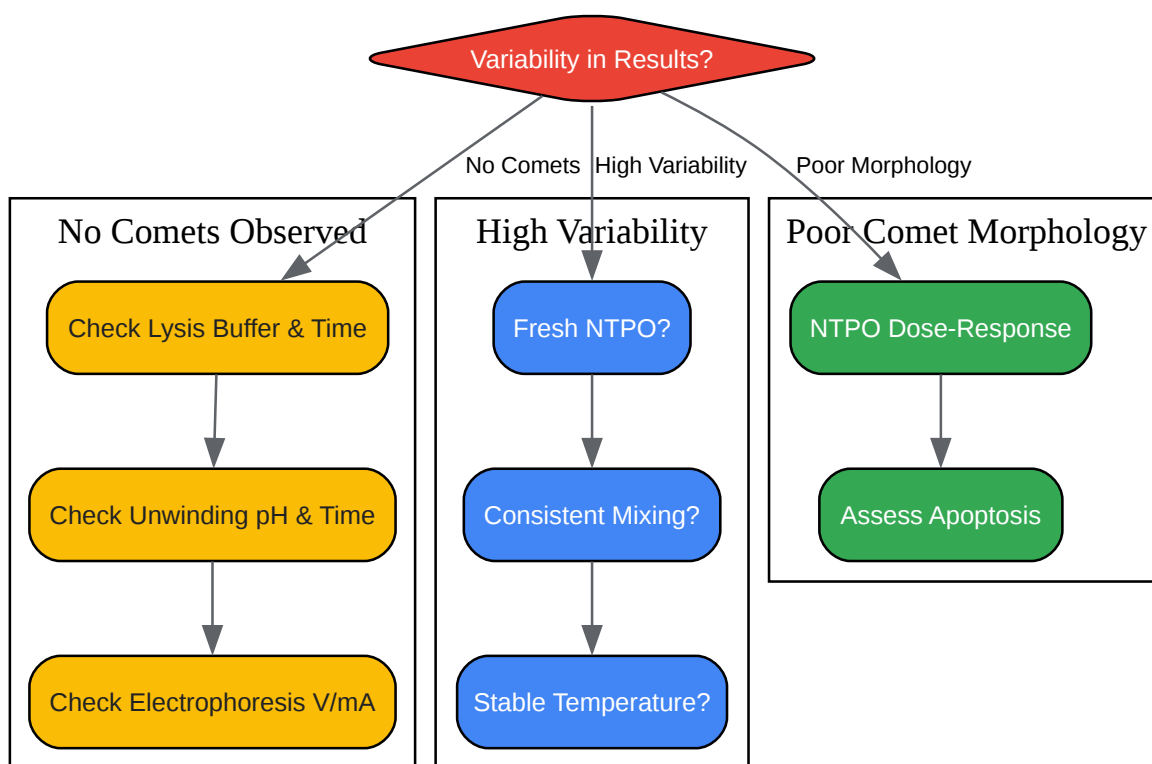 Variability in Results?
No Comets
High Variability
Poor Morphology
No Comets Observed
High Variability
Poor Comet Morphology
Check Lysis Buffer & Time
Fresh NTPO?
NTPO Dose-Response
Check Unwinding pH & Time
Consistent Mixing?
Assess Apoptosis
Check Electrophoresis V/mA
Stable Temperature?